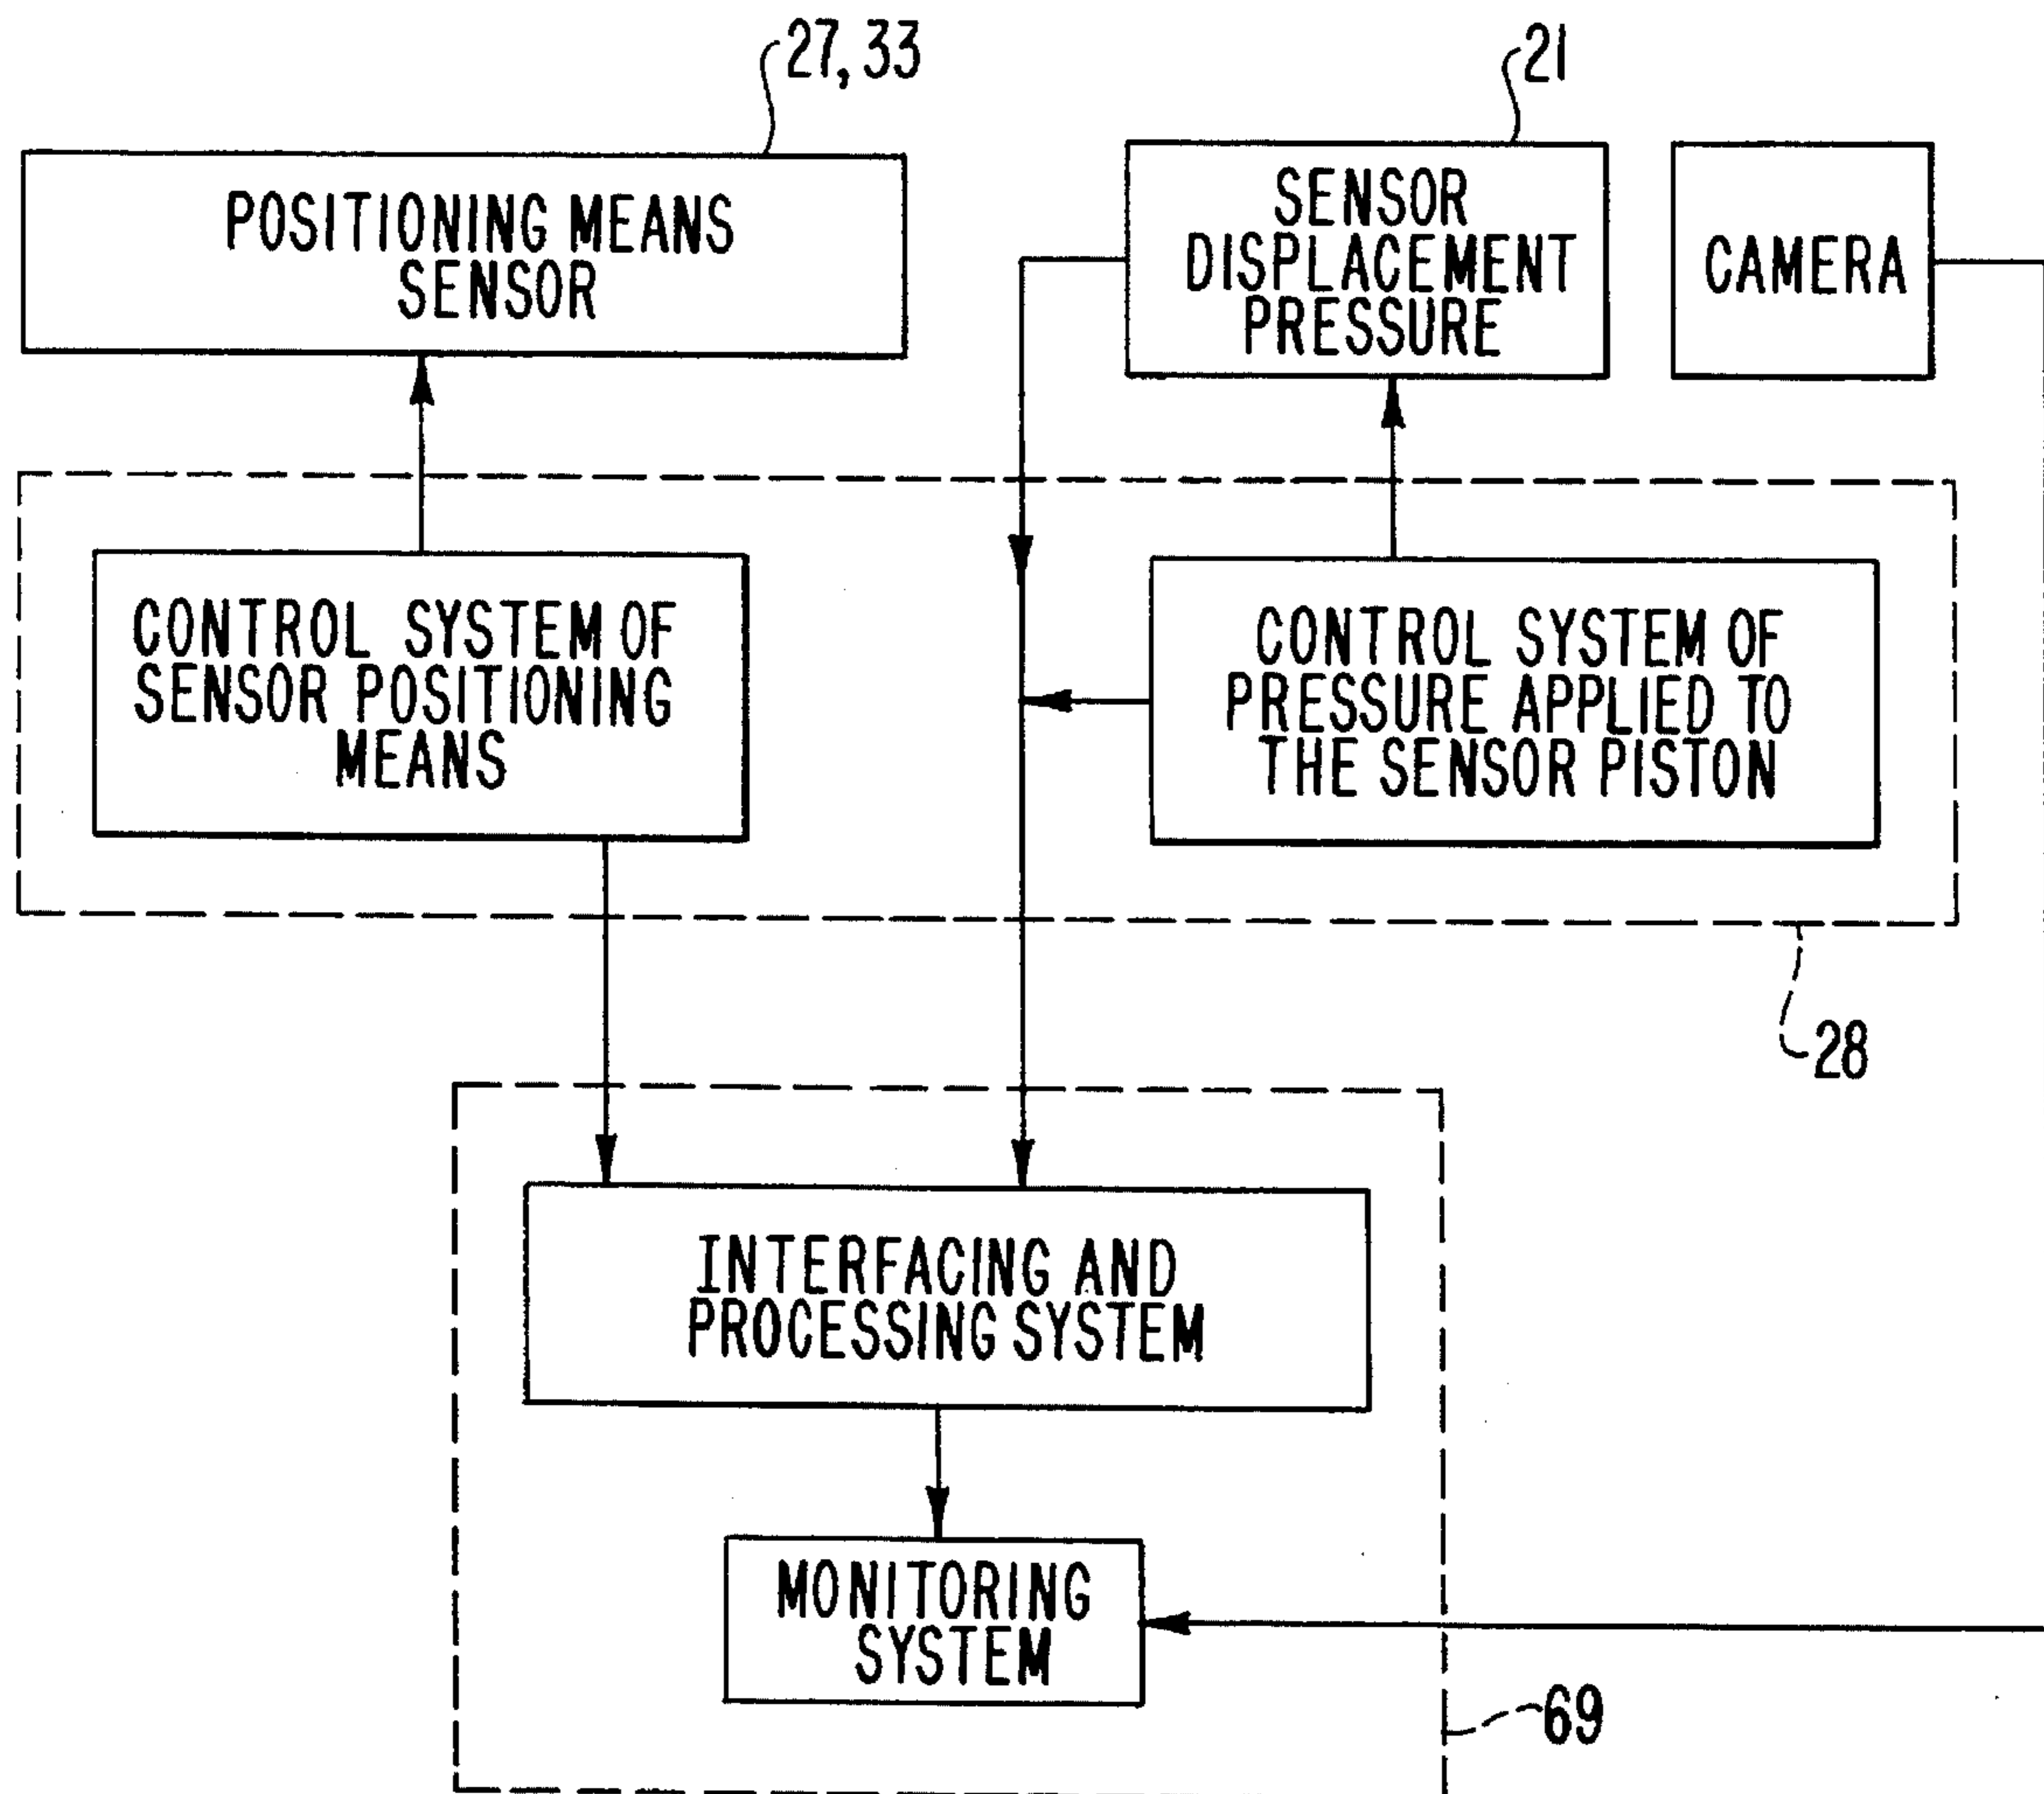 27, 33
21
POSITIONING MEANS
SENSOR
SENSOR
DISPLACEMENT
PRESSURE
CAMERA
CONTROL SYSTEM OF
SENSOR POSITIONING
MEANS
CONTROL SYSTEM OF
PRESSURE APPLIED TO
THE SENSOR PISTON
28
INTERFACING AND
PROCESSING SYSTEM
MONITORING
SYSTEM
69